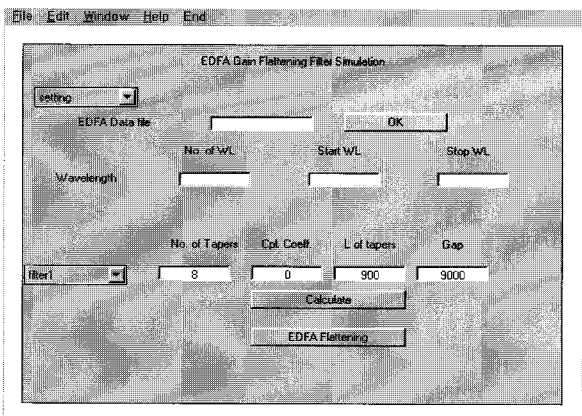 File Edit Window Help End
EDFA Gain Flattening Filter Simulation
setting
EDFA Data file OK
No. of WL Start WL Stop WL
Wavelength
No. of Tapers Cpl. Coeff. L of tapers Gap
filter1 8 0 900 9000
Calculate
EDFA Flattening